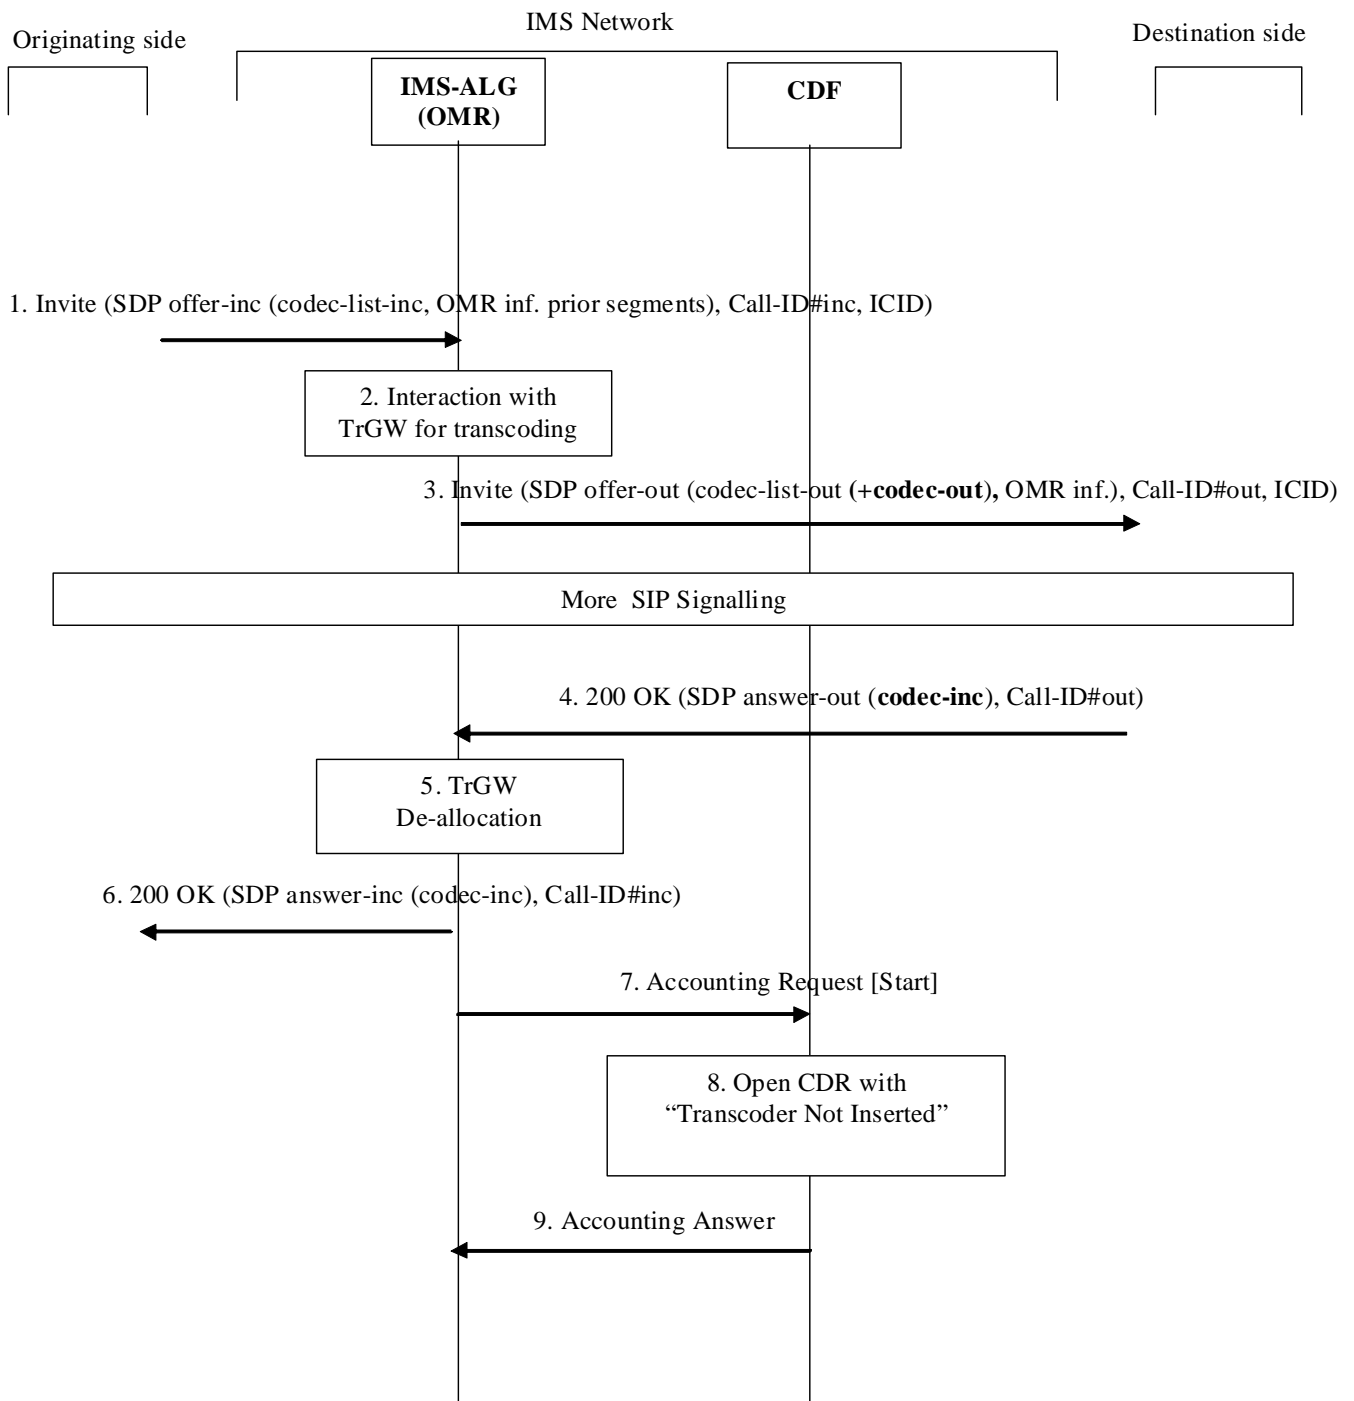 IMS Network
Originating side
Destination side
IMS-ALG
(OMR)
CDF
1. Invite (SDP offer-inc (codec-list-inc, OMR inf. prior segments), Call-ID#inc, ICID)
2. Interaction with
TrGW for transcoding
3. Invite (SDP offer-out (codec-list-out (+codec-out), OMR inf.), Call-ID#out, ICID)
More SIP Signalling
4. 200 OK (SDP answer-out (codec-inc), Call-ID#out)
5. TrGW
De-allocation
6. 200 OK (SDP answer-inc (codec-inc), Call-ID#inc)
7. Accounting Request [Start]
8. Open CDR with
“Transcoder Not Inserted”
9. Accounting Answer